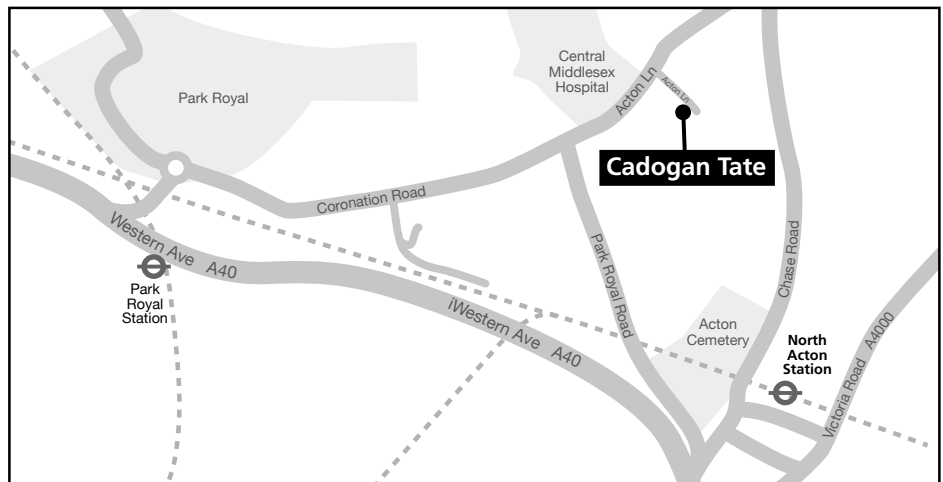 Central
Middlesex
Hospital
Acton Ln
Acton Ln
Park Royal
Cadogan Tate
Coronation Road
Western Ave A40
Park
Royal
Station
Park Royal Road
Chase Road
iWestern Ave A40
Acton
Cemetery
North
Acton
Station
Victoria Road A4000